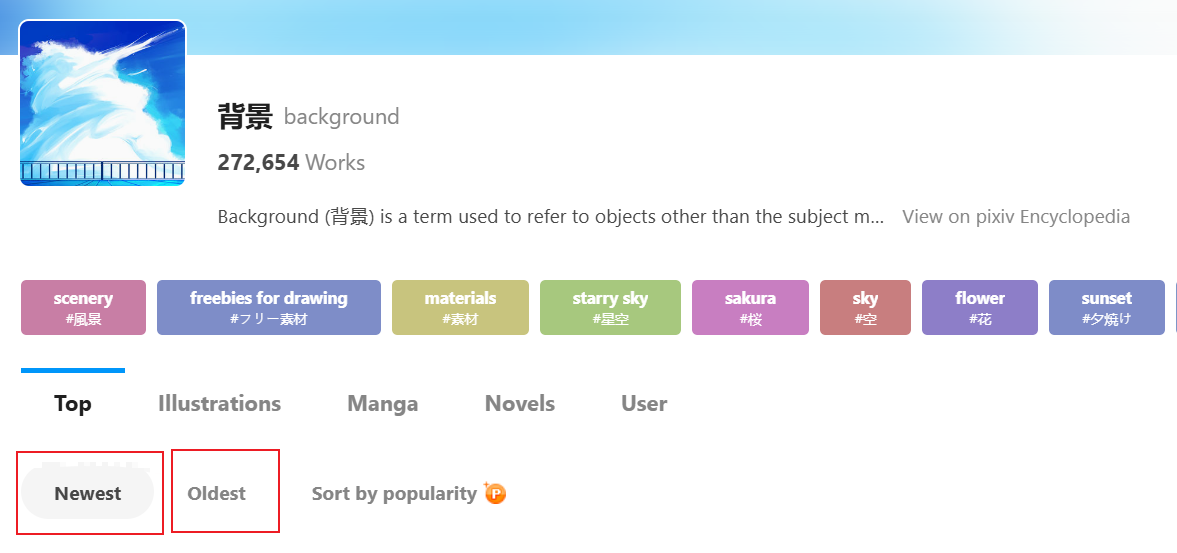 背景 background
272,654 Works
Background (背景) is a term used to refer to objects other than the subject m... View on pixiv Encyclopedia
scenery freebies for drawing materials starry sky sakura sky flower sunset
#風景 #フリー素材 #素材 #星空 #桜 #空 #花 #夕焼け
Top Illustrations Manga Novels User
Newest Oldest Sort by popularity P